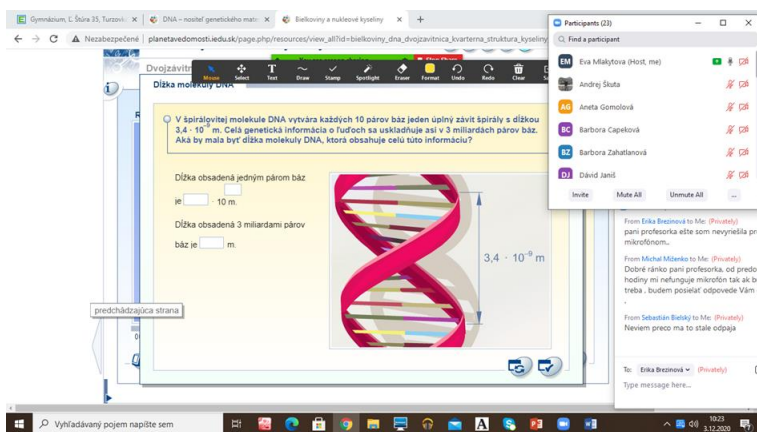 Gymnázium, Ľ. Štúra 35, Turzovk
DNA – nositeľ genetického mate
Bielkoviny a nukleové kyseliny
Nezabezpečené
planetavedomosti.iedu.sk/page.php/resources/view_all?id=bielkoviny_dna_dvojzavitnica_kvarterna_struktura_kyseliny
Dvojzávitn
Mouse
Select
Text
Draw
Stamp
Spotlight
Eraser
Format
Undo
Redo
Clear
Dĺžka molekuly DNA
V špirálovitej molekule DNA vytvára každých 10 párov báz jeden úplný závit špirály s dĺžkou
3,4 · 10⁻⁹ m. Celá genetická informácia o ľuďoch sa uskladňuje asi v 3 miliardách párov báz.
Aká by mala byť dĺžka molekuly DNA, ktorá obsahuje celú túto informáciu?
Dĺžka obsadená jedným párom báz
je · 10 m.
Dĺžka obsadená 3 miliardami párov
báz je m.
3,4 · 10⁻⁹ m
predchádzajúca strana
Participants (23)
Find a participant
EM Eva Mlakytova (Host, me)
Andrej Škuta
AG Aneta Gomolová
BC Barbora Capeková
BZ Barbora Zahatlanová
DJ Dávid Janiš
Invite
Mute All
Unmute All
...
From Erika Brezinová to Me: (Privately)
pani profesorka ešte som nevyriešila pr
mikrofónom..
From Michal Miženko to Me: (Privately)
Dobré ránko pani profesorka, od predo
hodiny mi nefunguje mikrofón tak ak b
treba , budem posielať odpovede Vám
.
From Sebastián Bielský to Me: (Privately)
Neviem preco ma to stale odpaja
To: Erika Brezinová (Privately)
Type message here...
Vyhľadávaný pojem napíšte sem
10:23
3.12.2020